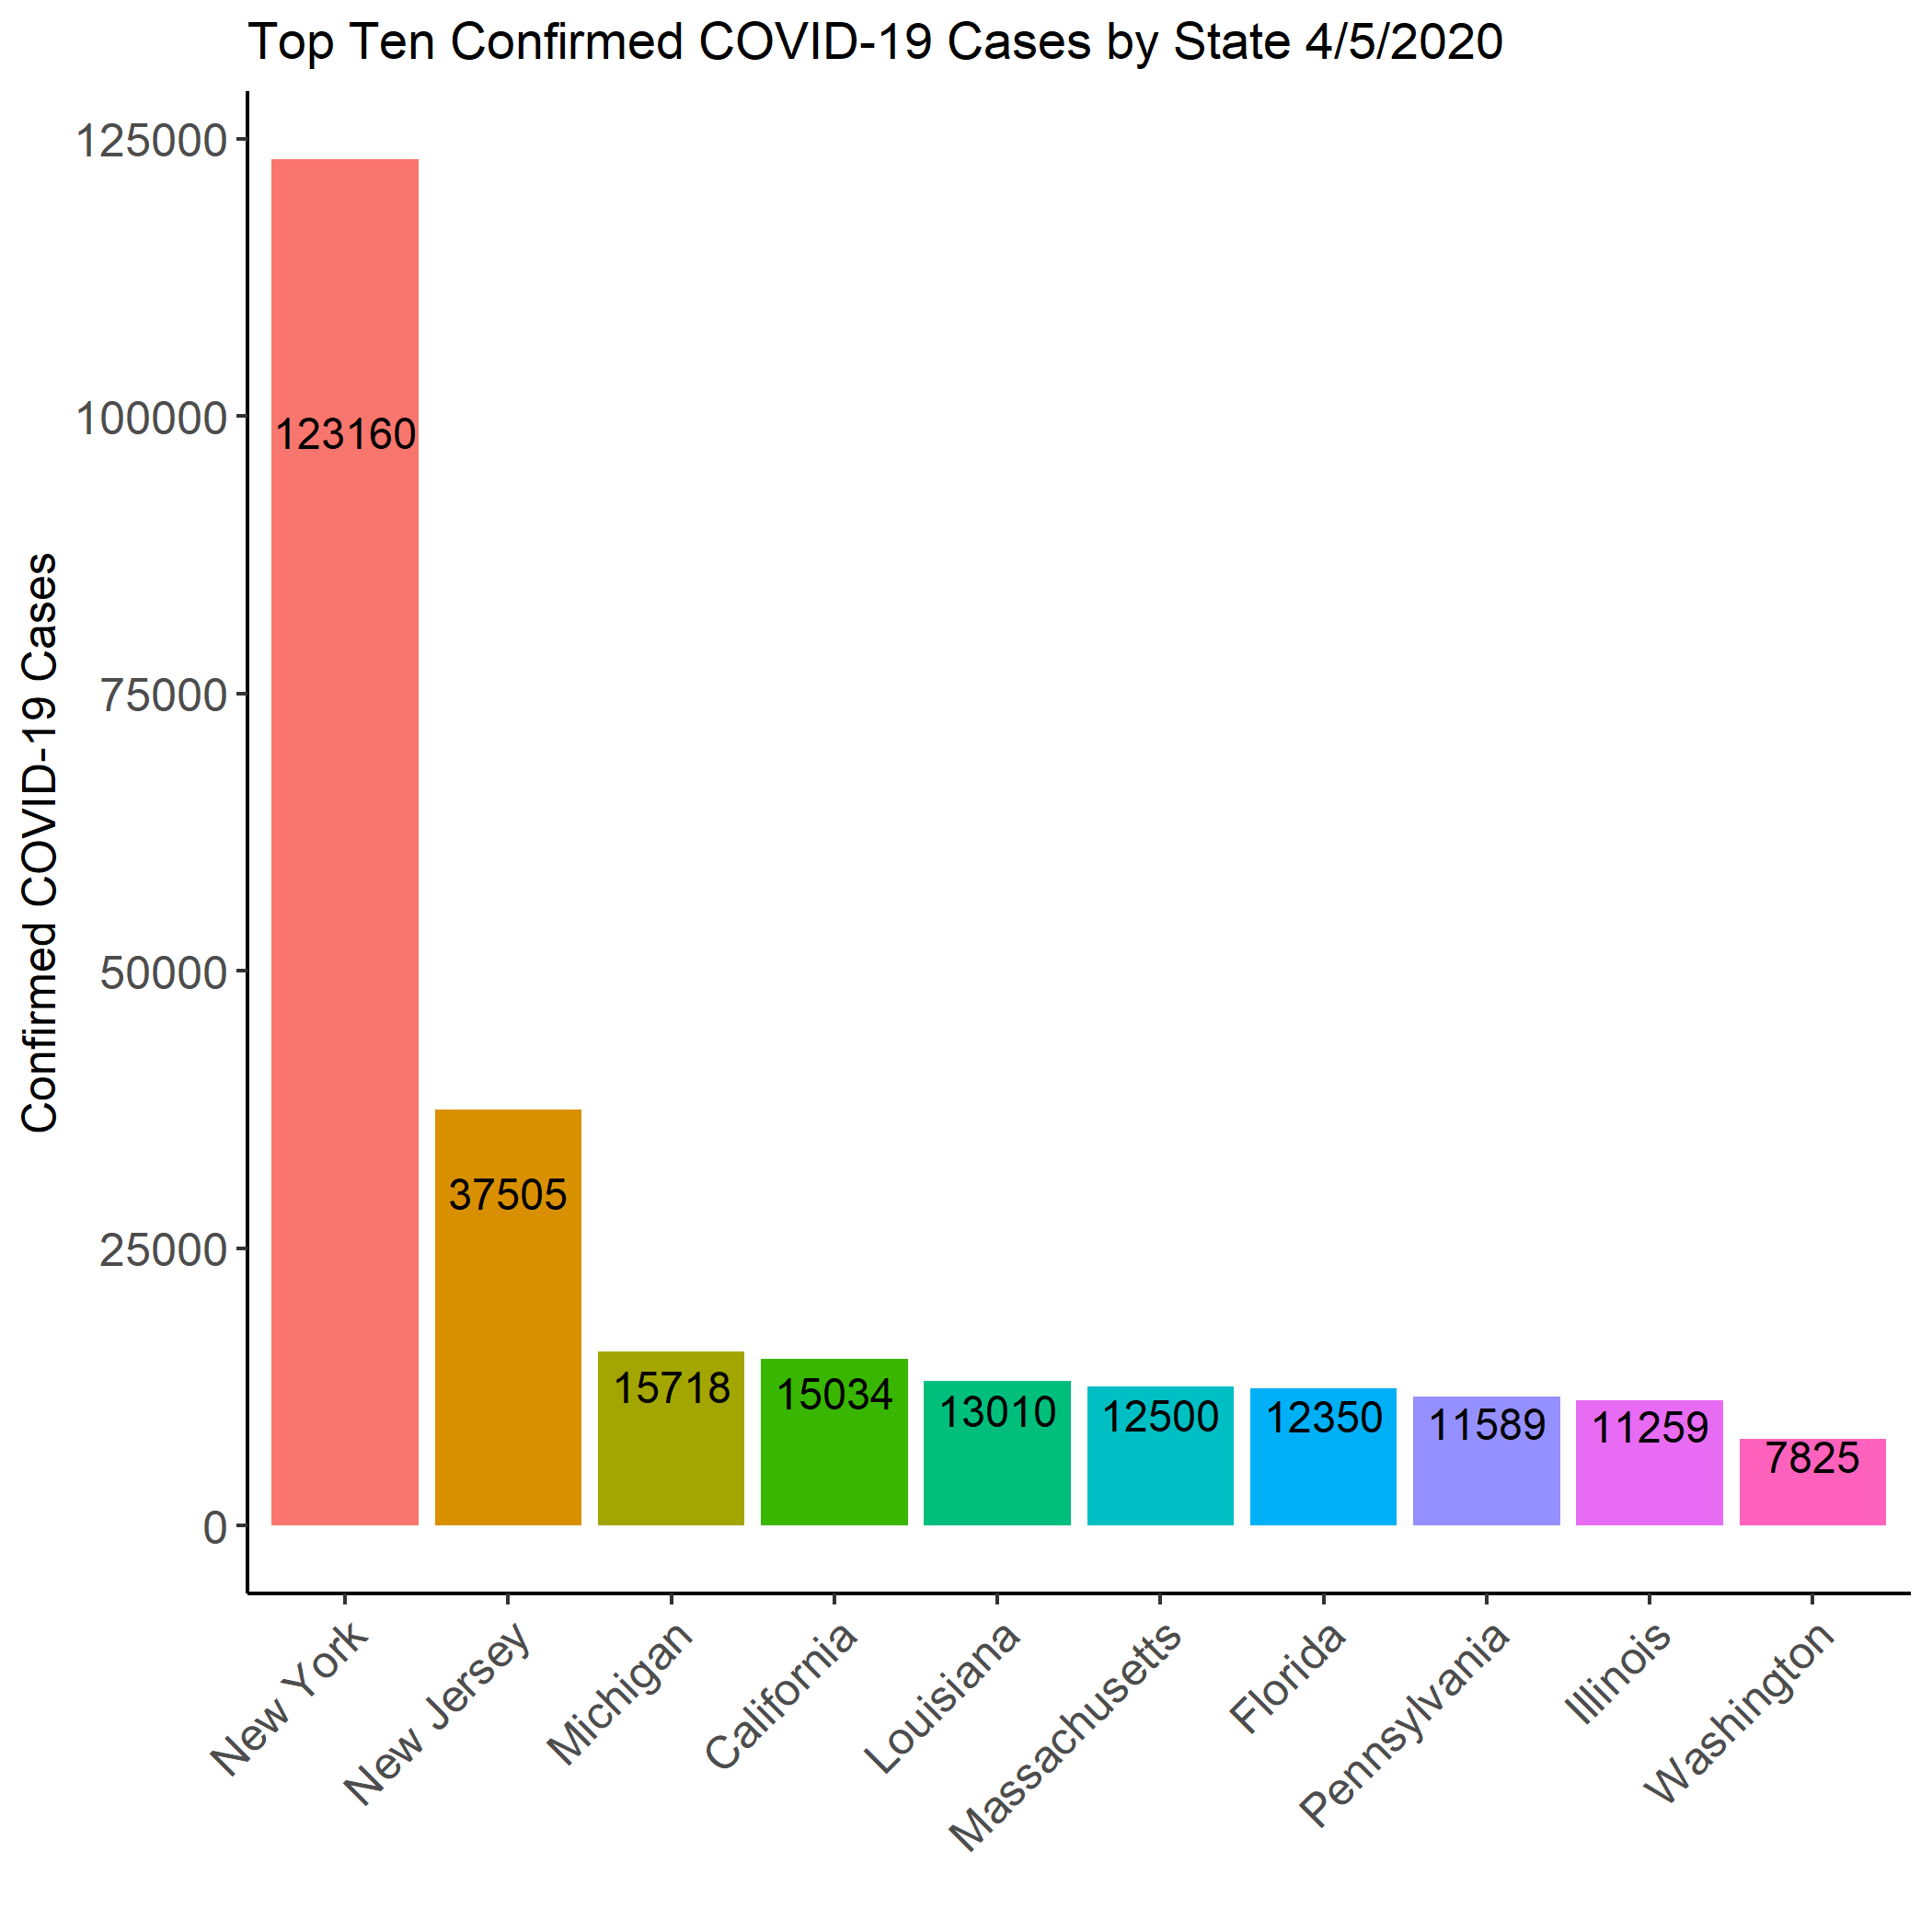 Top Ten Confirmed COVID-19 Cases by State 4/5/2020
Confirmed COVID-19 Cases
125000
100000
75000
50000
25000
0
123160
37505
15718
15034
13010
12500
12350
11589
11259
7825
New York
New Jersey
Michigan
California
Louisiana
Massachusetts
Florida
Pennsylvania
Illinois
Washington